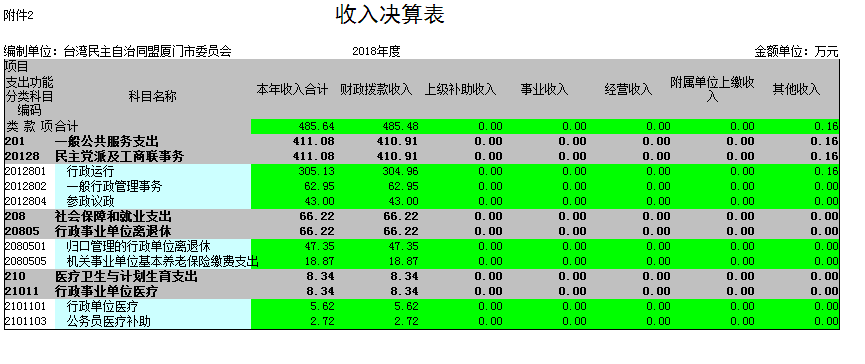 附件2
收入决算表
编制单位：台湾民主自治同盟厦门市委员会 2018年度 金额单位：万元
项目
支出功能分类科目编码 科目名称 本年收入合计 财政拨款收入 上级补助收入 事业收入 经营收入 附属单位上缴收入 其他收入
类 款 项 合计 485.64 485.48 0.00 0.00 0.00 0.00 0.16
201 一般公共服务支出 411.08 410.91 0.00 0.00 0.00 0.00 0.16
20128 民主党派及工商联事务 411.08 410.91 0.00 0.00 0.00 0.00 0.16
2012801 行政运行 305.13 304.96 0.00 0.00 0.00 0.00 0.16
2012802 一般行政管理事务 62.95 62.95 0.00 0.00 0.00 0.00 0.00
2012804 参政议政 43.00 43.00 0.00 0.00 0.00 0.00 0.00
208 社会保障和就业支出 66.22 66.22 0.00 0.00 0.00 0.00 0.00
20805 行政事业单位离退休 66.22 66.22 0.00 0.00 0.00 0.00 0.00
2080501 归口管理的行政单位离退休 47.35 47.35 0.00 0.00 0.00 0.00 0.00
2080505 机关事业单位基本养老保险缴费支出 18.87 18.87 0.00 0.00 0.00 0.00 0.00
210 医疗卫生与计划生育支出 8.34 8.34 0.00 0.00 0.00 0.00 0.00
21011 行政事业单位医疗 8.34 8.34 0.00 0.00 0.00 0.00 0.00
2101101 行政单位医疗 5.62 5.62 0.00 0.00 0.00 0.00 0.00
2101103 公务员医疗补助 2.72 2.72 0.00 0.00 0.00 0.00 0.00